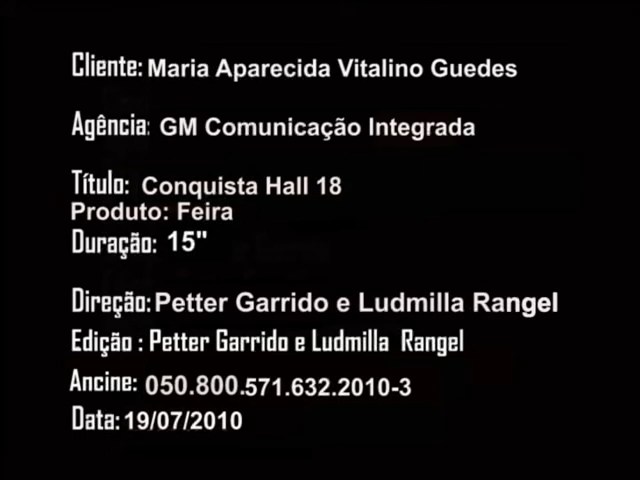 Cliente: Maria Aparecida Vitalino Guedes
Agência: GM Comunicação Integrada
Título: Conquista Hall 18
Produto: Feira
Duração: 15"
Direção: Petter Garrido e Ludmilla Rangel
Edição : Petter Garrido e Ludmilla Rangel
Ancine: 050.800.571.632.2010-3
Data: 19/07/2010